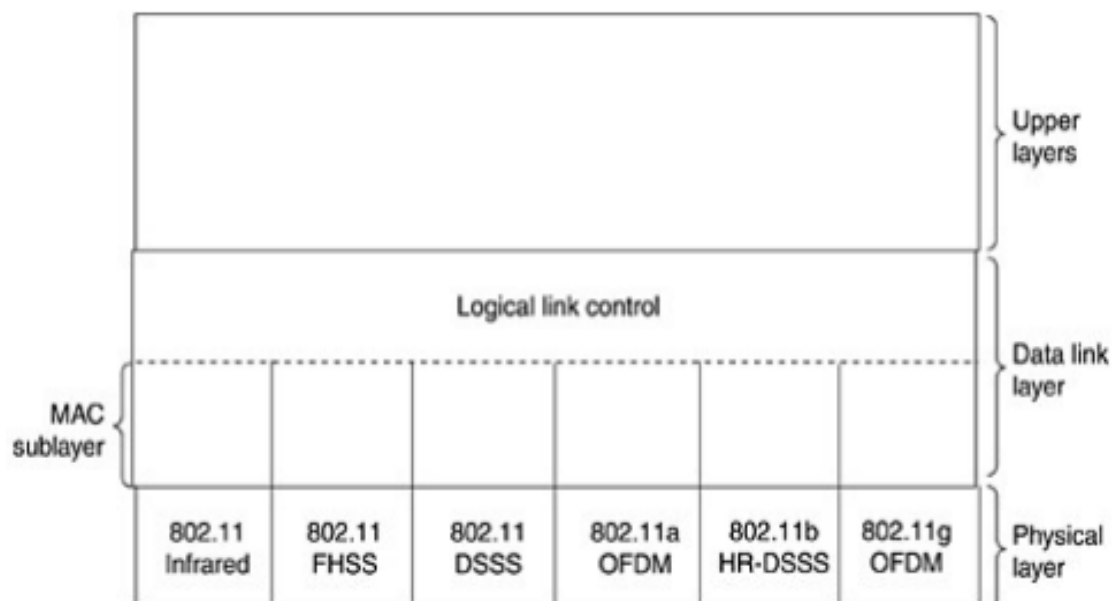 Upper
layers
Logical link control
Data link
layer
MAC
sublayer
802.11
Infrared
802.11
FHSS
802.11
DSSS
802.11a
OFDM
802.11b
HR-DSSS
802.11g
OFDM
Physical
layer